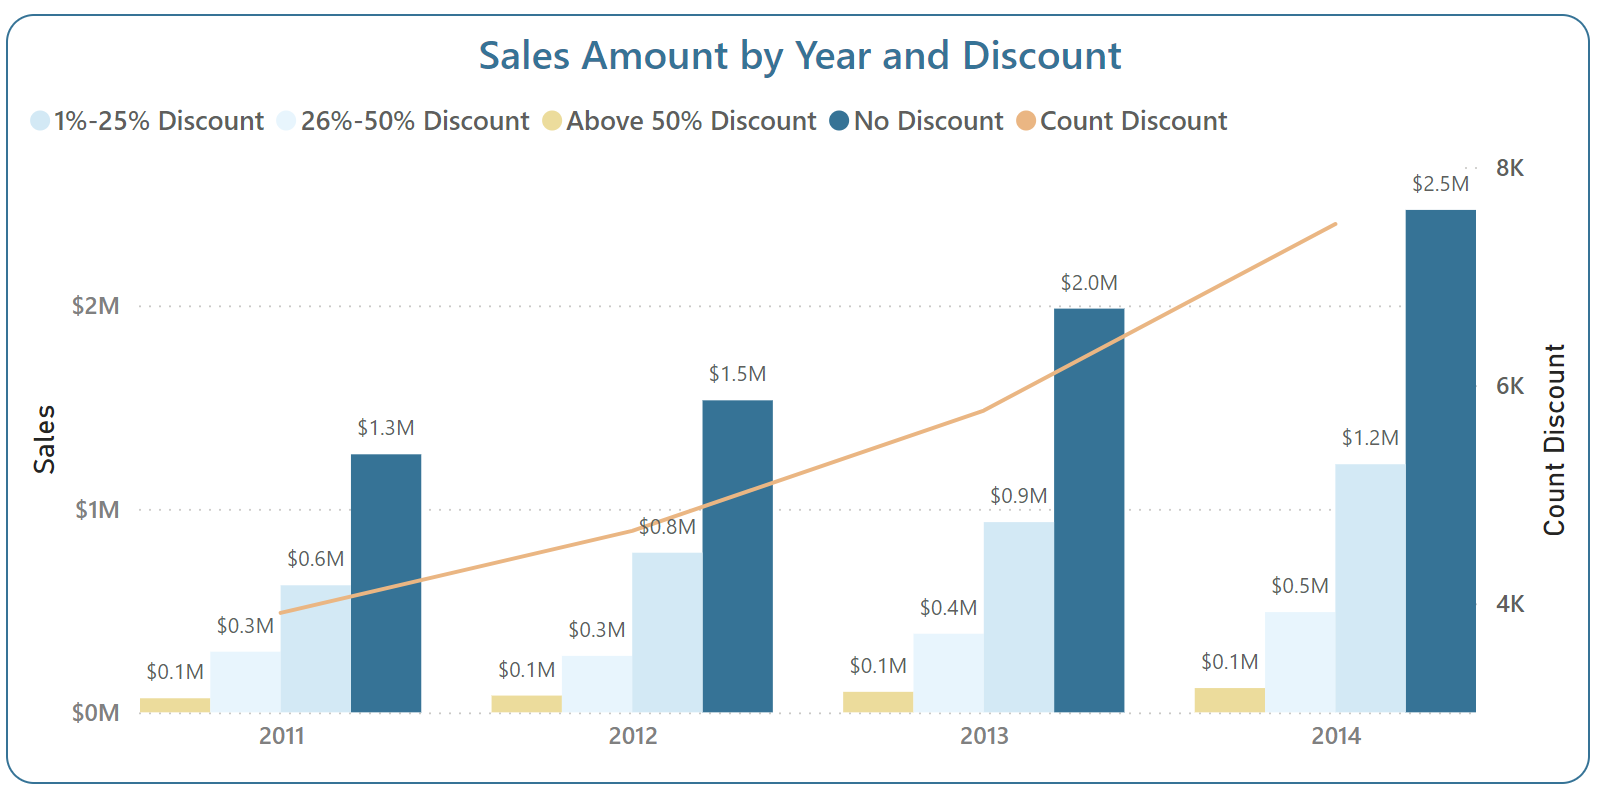 Sales Amount by Year and Discount
1%-25% Discount 26%-50% Discount Above 50% Discount No Discount Count Discount
8K
$2.5M
$2M
$2.0M
6K
$1.5M
$1.3M
$1.2M
Sales
Count Discount
$1M
$0.9M
$0.8M
$0.6M
$0.5M
4K
$0.4M
$0.3M
$0.3M
$0.1M
$0.1M
$0.1M
$0.1M
$0M
2011 2012 2013 2014